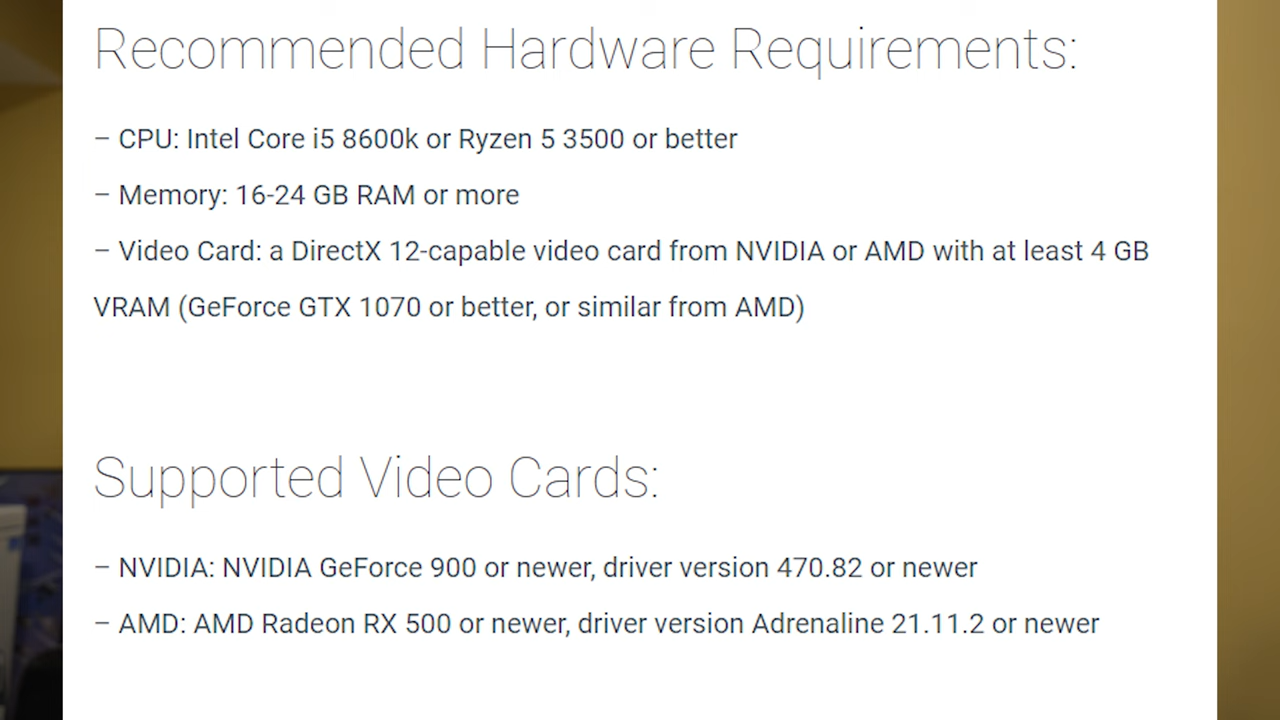 Recommended Hardware Requirements:
– CPU: Intel Core i5 8600k or Ryzen 5 3500 or better
– Memory: 16-24 GB RAM or more
– Video Card: a DirectX 12-capable video card from NVIDIA or AMD with at least 4 GB
VRAM (GeForce GTX 1070 or better, or similar from AMD)
Supported Video Cards:
– NVIDIA: NVIDIA GeForce 900 or newer, driver version 470.82 or newer
– AMD: AMD Radeon RX 500 or newer, driver version Adrenaline 21.11.2 or newer